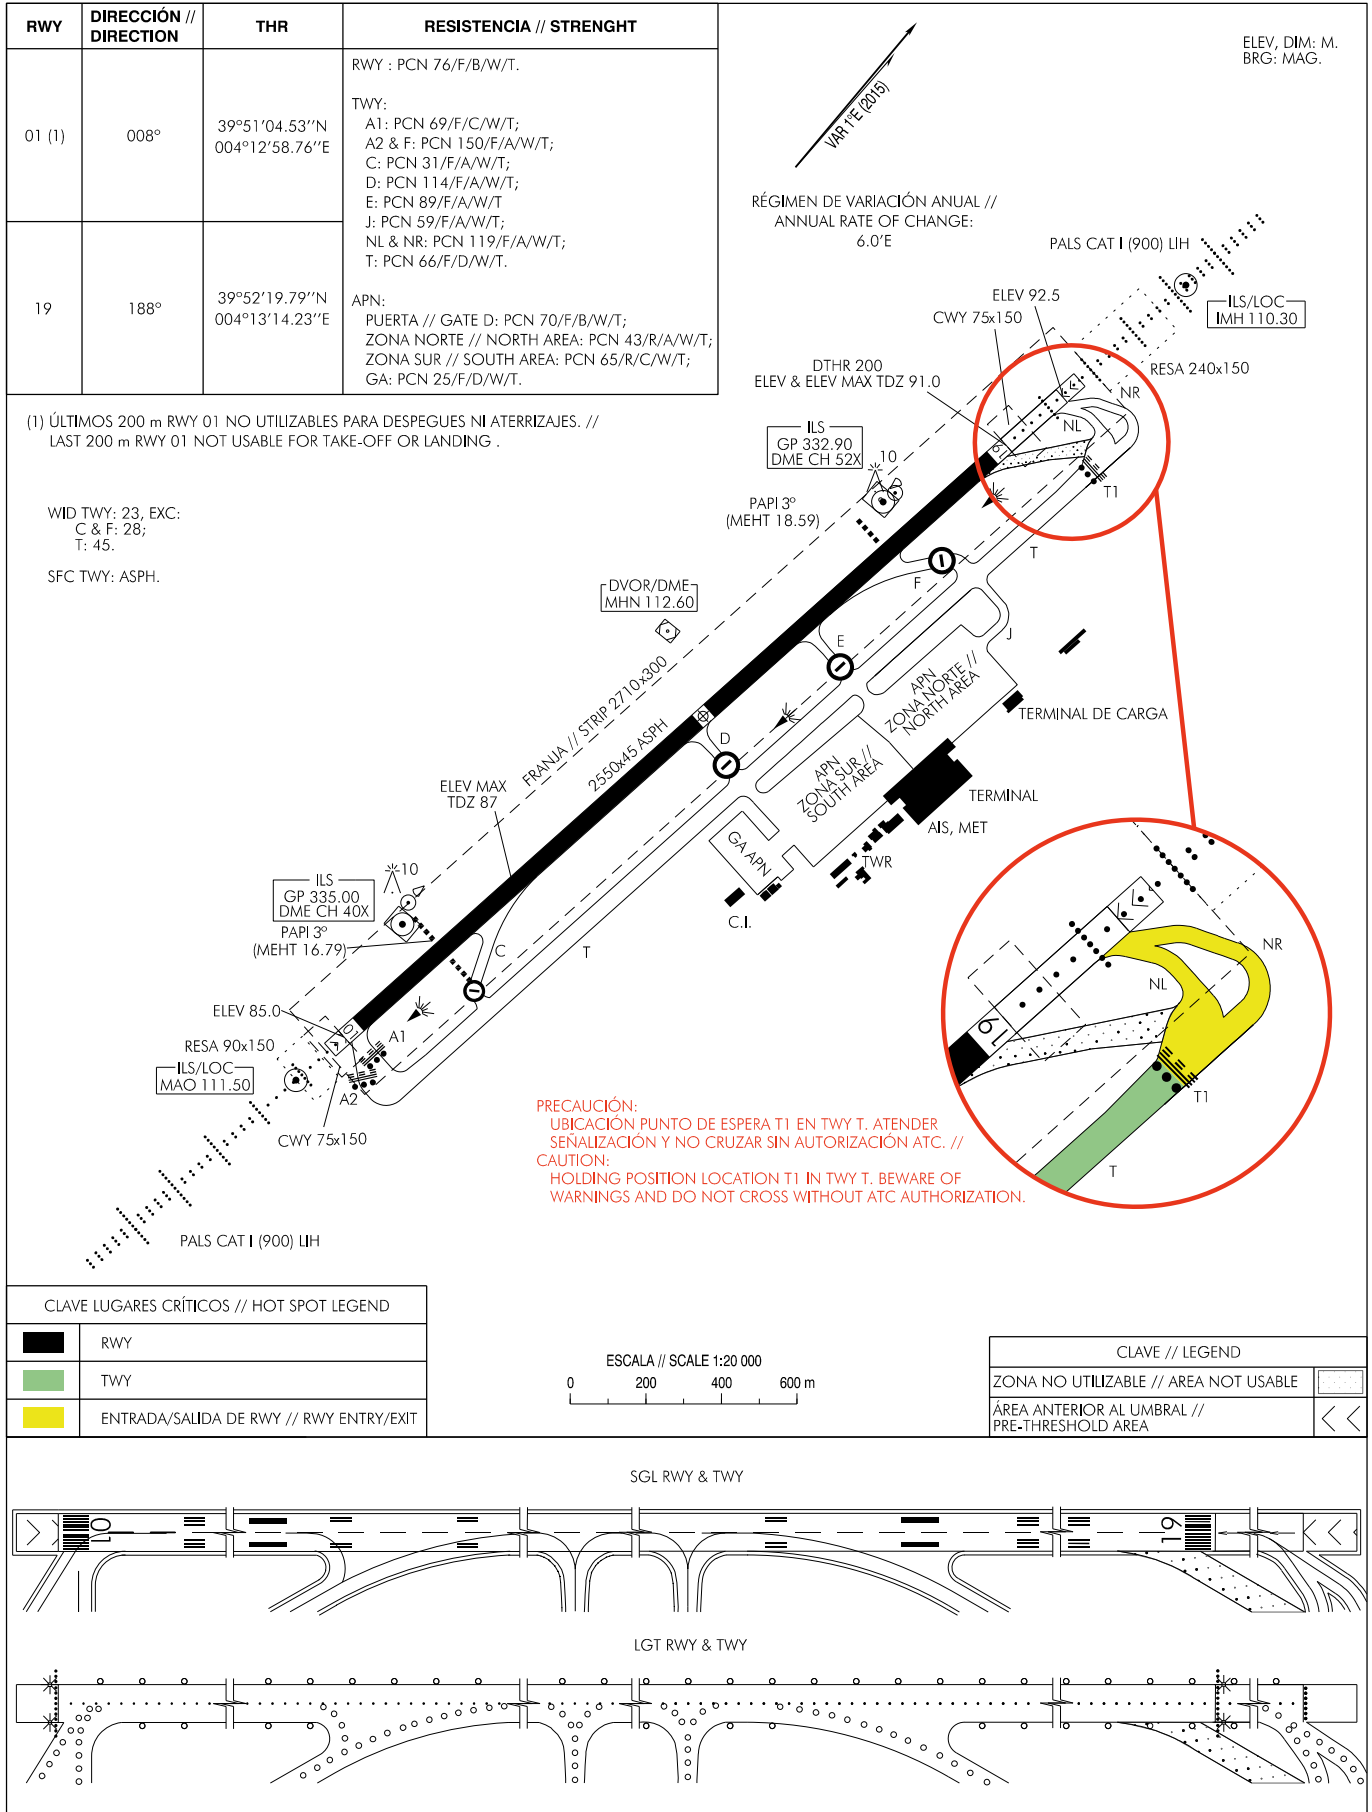 RWY
DIRECCIÓN //
DIRECTION
THR
RESISTENCIA // STRENGHT
01 (1)
008º
39º51'04.53''N
004º12'58.76''E
19
188º
39º52'19.79''N
004º13'14.23''E
RWY : PCN 76/F/B/W/T.
TWY:
A1: PCN 69/F/C/W/T;
A2 & F: PCN 150/F/A/W/T;
C: PCN 31/F/A/W/T;
D: PCN 114/F/A/W/T;
E: PCN 89/F/A/W/T
J: PCN 59/F/A/W/T;
NL & NR: PCN 119/F/A/W/T;
T: PCN 66/F/D/W/T.
APN:
PUERTA // GATE D: PCN 70/F/B/W/T;
ZONA NORTE // NORTH AREA: PCN 43/R/A/W/T;
ZONA SUR // SOUTH AREA: PCN 65/R/C/W/T;
GA: PCN 25/F/D/W/T.
(1) ÚLTIMOS 200 m RWY 01 NO UTILIZABLES PARA DESPEGUES NI ATERRIZAJES. //
LAST 200 m RWY 01 NOT USABLE FOR TAKE-OFF OR LANDING .
WID TWY: 23, EXC:
C & F: 28;
T: 45.
SFC TWY: ASPH.
ELEV, DIM: M.
BRG: MAG.
VAR 1ºE (2015)
RÉGIMEN DE VARIACIÓN ANUAL //
ANNUAL RATE OF CHANGE:
6.0'E
PALS CAT I (900) LIH
ILS/LOC
IMH 110.30
ELEV 92.5
CWY 75x150
RESA 240x150
DTHR 200
ELEV & ELEV MAX TDZ 91.0
NR
NL
19
T1
ILS
GP 332.90
DME CH 52X
10
PAPI 3º
(MEHT 18.59)
T
F
DVOR/DME
MHN 112.60
E
J
APN
ZONA NORTE //
NORTH AREA
TERMINAL DE CARGA
FRANJA // STRIP 2710x300
2550x45 ASPH
D
APN
ZONA SUR //
SOUTH AREA
TERMINAL
AIS, MET
TWR
GA APN
C.I.
ELEV MAX
TDZ 87
10
ILS
GP 335.00
DME CH 40X
PAPI 3º
(MEHT 16.79)
C
T
ELEV 85.0
01
A1
RESA 90x150
ILS/LOC
MAO 111.50
A2
CWY 75x150
PALS CAT I (900) LIH
NR
NL
19
T1
T
PRECAUCIÓN:
UBICACIÓN PUNTO DE ESPERA T1 EN TWY T. ATENDER
SEÑALIZACIÓN Y NO CRUZAR SIN AUTORIZACIÓN ATC. //
CAUTION:
HOLDING POSITION LOCATION T1 IN TWY T. BEWARE OF
WARNINGS AND DO NOT CROSS WITHOUT ATC AUTHORIZATION.
CLAVE LUGARES CRÍTICOS // HOT SPOT LEGEND
RWY
TWY
ENTRADA/SALIDA DE RWY // RWY ENTRY/EXIT
ESCALA // SCALE 1:20 000
0 200 400 600 m
CLAVE // LEGEND
ZONA NO UTILIZABLE // AREA NOT USABLE
ÁREA ANTERIOR AL UMBRAL //
PRE-THRESHOLD AREA
SGL RWY & TWY
01
19
LGT RWY & TWY